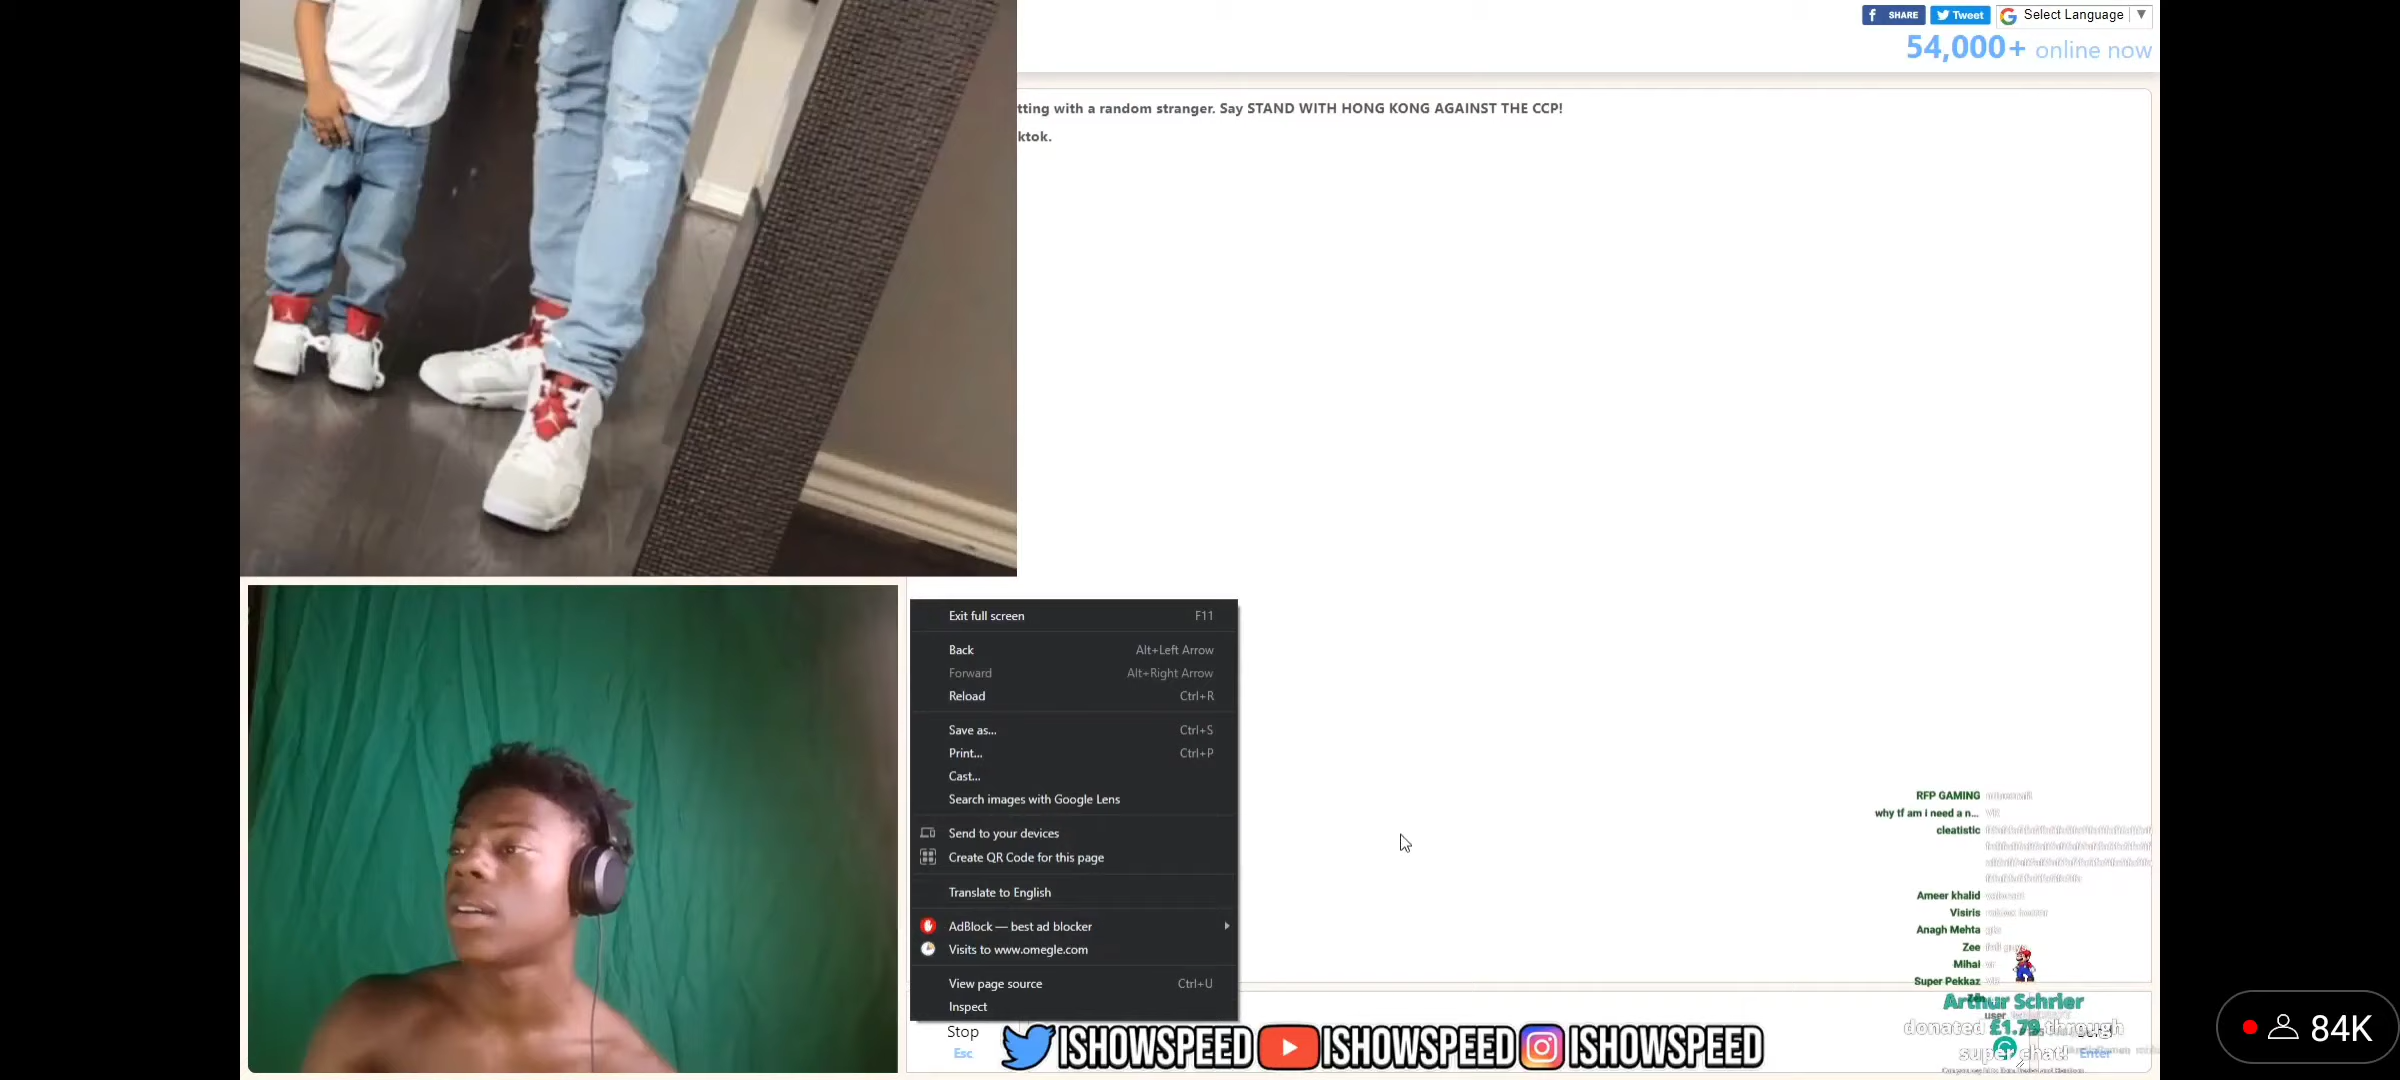 SHARE
Tweet
Select Language
54,000+ online now
tting with a random stranger. Say STAND WITH HONG KONG AGAINST THE CCP!
ktok.
Exit full screen F11
Back Alt+Left Arrow
Forward Alt+Right Arrow
Reload Ctrl+R
Save as... Ctrl+S
Print... Ctrl+P
Cast...
Search images with Google Lens
Send to your devices
Create QR Code for this page
Translate to English
AdBlock — best ad blocker
Visits to www.omegle.com
View page source Ctrl+U
Inspect
Stop
Esc
RFP GAMING
why tf am i need a n...
cleatistic
Ameer khalid
Visiris
Anagh Mehta
Zee
Mihai
Super Pekkaz
Arthur Schrier
donated £1.79 through
super chat!
Enter
ISHOWSPEED ISHOWSPEED ISHOWSPEED
84K